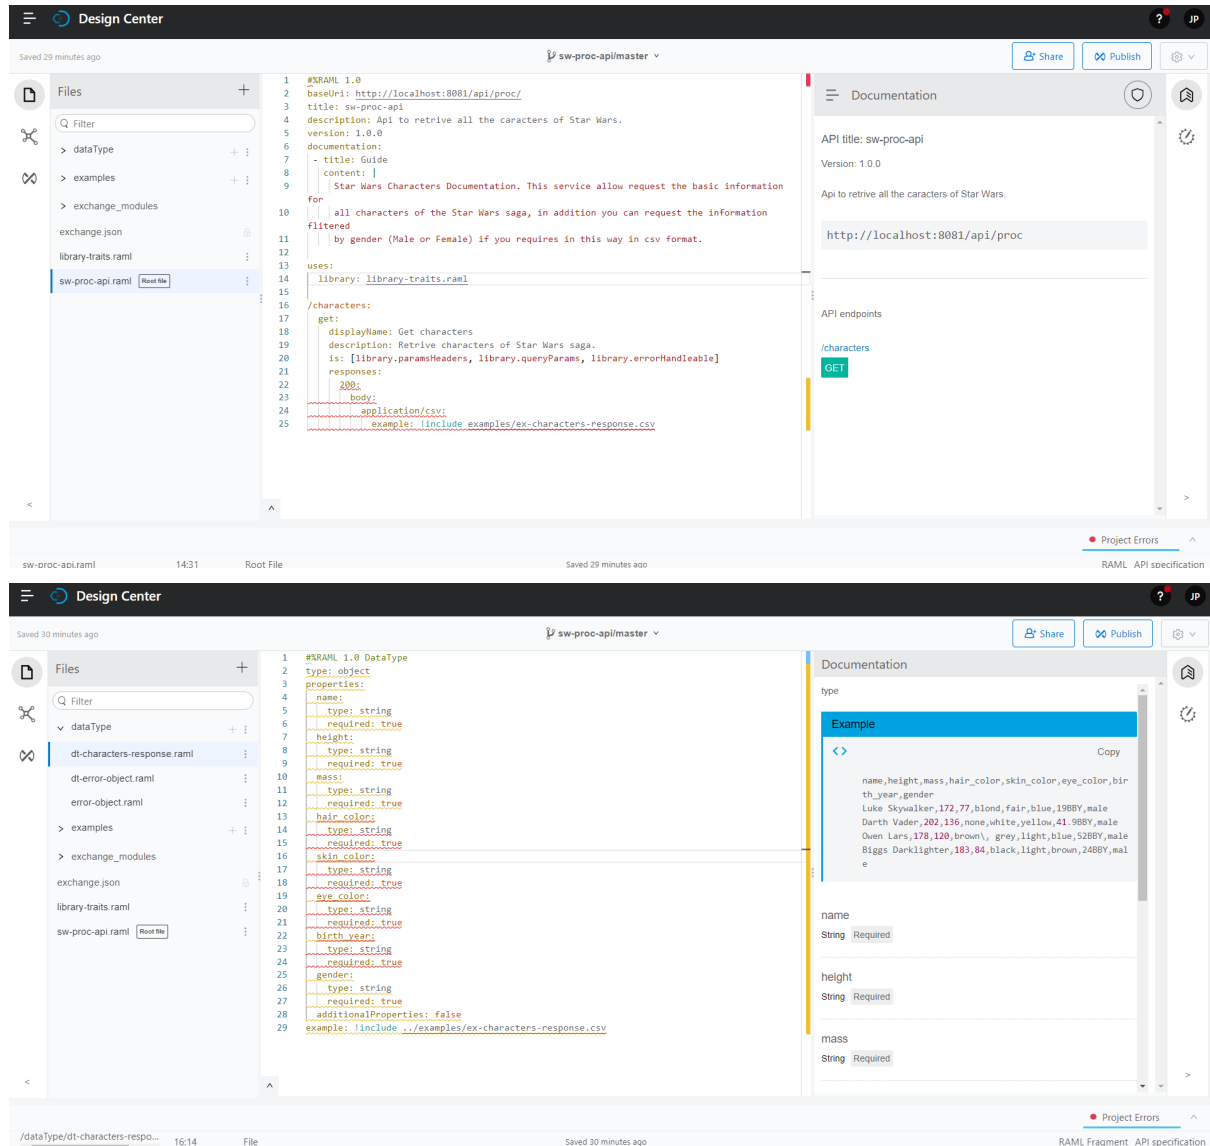 Design Center
? JP
Saved 29 minutes ago
sw-proc-api/master
Share
Publish
Files
Filter
dataType
examples
exchange_modules
exchange.json
library-traits.raml
sw-proc-api.raml Root file
1 #%RAML 1.0
2 baseUri: http://localhost:8081/api/proc/
3 title: sw-proc-api
4 description: Api to retrive all the caracters of Star Wars.
5 version: 1.0.0
6 documentation:
7 - title: Guide
8 content: |
9 Star Wars Characters Documentation. This service allow request the basic information
for
10 all characters of the Star Wars saga, in addition you can request the information
flitered
11 by gender (Male or Female) if you requires in this way in csv format.
12
13 uses:
14 library: library-traits.raml
15
16 /characters:
17 get:
18 displayName: Get characters
19 description: Retrive characters of Star Wars saga.
20 is: [library.paramsHeaders, library.queryParams, library.errorHandleable]
21 responses:
22 200:
23 body:
24 application/csv:
25 example: !include examples/ex-characters-response.csv
Documentation
API title: sw-proc-api
Version: 1.0.0
Api to retrive all the caracters of Star Wars.
http://localhost:8081/api/proc
API endpoints
/characters
GET
Project Errors
sw-proc-api.raml 14:31 Root File Saved 29 minutes ago RAML API specification
Design Center
? JP
Saved 30 minutes ago
sw-proc-api/master
Share
Publish
Files
Filter
dataType
dt-characters-response.raml
dt-error-object.raml
error-object.raml
examples
exchange_modules
exchange.json
library-traits.raml
sw-proc-api.raml Root file
1 #%RAML 1.0 DataType
2 type: object
3 properties:
4 name:
5 type: string
6 required: true
7 height:
8 type: string
9 required: true
10 mass:
11 type: string
12 required: true
13 hair_color:
14 type: string
15 required: true
16 skin_color:
17 type: string
18 required: true
19 eye_color:
20 type: string
21 required: true
22 birth_year:
23 type: string
24 required: true
25 gender:
26 type: string
27 required: true
28 additionalProperties: false
29 example: !include ../examples/ex-characters-response.csv
Documentation
type
Example
Copy
name,height,mass,hair_color,skin_color,eye_color,bir
th_year,gender
Luke Skywalker,172,77,blond,fair,blue,19BBY,male
Darth Vader,202,136,none,white,yellow,41.9BBY,male
Owen Lars,178,120,brown\, grey,light,blue,52BBY,male
Biggs Darklighter,183,84,black,light,brown,24BBY,mal
e
name
String Required
height
String Required
mass
String Required
Project Errors
/dataType/dt-characters-respo... 16:14 File Saved 30 minutes ago RAML Fragment API specification